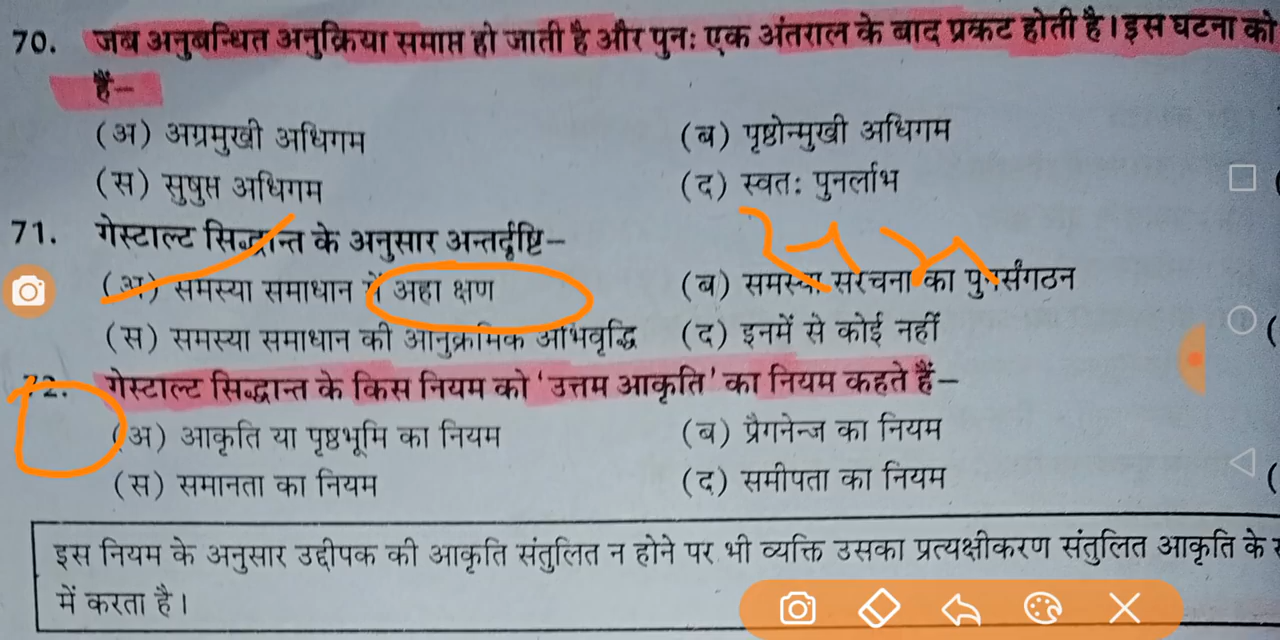 70. जब अनुबन्धित अनुक्रिया समाप्त हो जाती है और पुनः एक अंतराल के बाद प्रकट होती है। इस घटना को
हैं—
(अ) अग्रमुखी अधिगम (ब) पृष्ठोन्मुखी अधिगम
(स) सुषुप्त अधिगम (द) स्वतः पुनर्लाभ
71. गेस्टाल्ट सिद्धान्त के अनुसार अन्तर्दृष्टि—
(अ) समस्या समाधान में अहा क्षण (ब) समस्या संरचना का पुनर्संगठन
(स) समस्या समाधान की आनुक्रमिक अभिवृद्धि (द) इनमें से कोई नहीं
72. गेस्टाल्ट सिद्धान्त के किस नियम को 'उत्तम आकृति' का नियम कहते हैं—
(अ) आकृति या पृष्ठभूमि का नियम (ब) प्रैगनेन्ज का नियम
(स) समानता का नियम (द) समीपता का नियम
इस नियम के अनुसार उद्दीपक की आकृति संतुलित न होने पर भी व्यक्ति उसका प्रत्यक्षीकरण संतुलित आकृति के
में करता है।